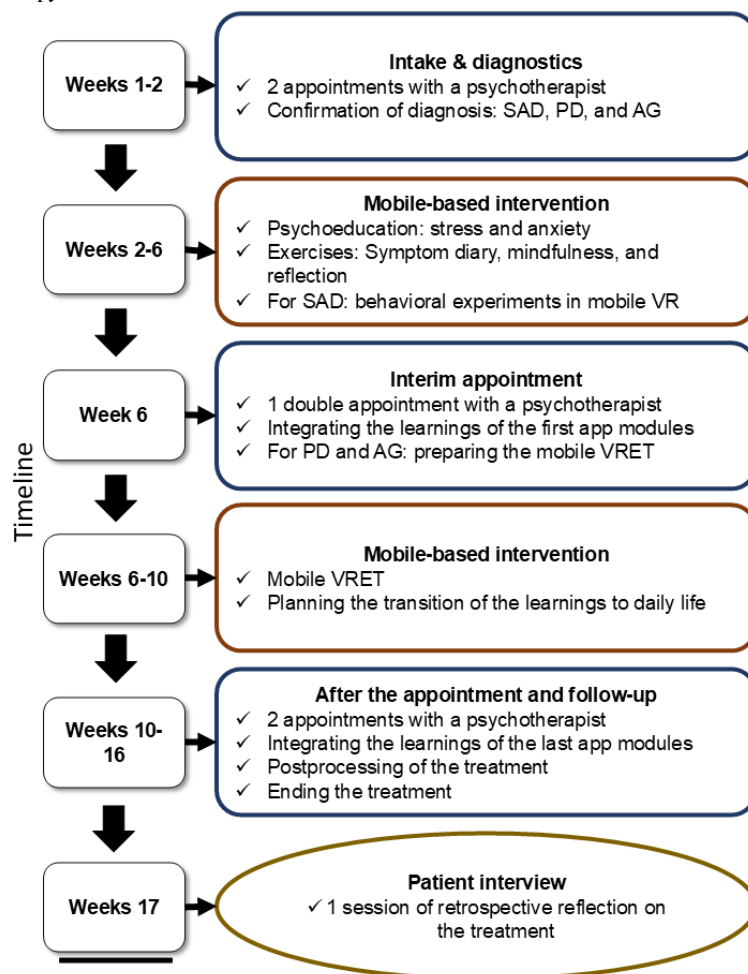 Weeks 1-2
Intake & diagnostics
✓ 2 appointments with a psychotherapist
✓ Confirmation of diagnosis: SAD, PD, and AG
Weeks 2-6
Mobile-based intervention
✓ Psychoeducation: stress and anxiety
✓ Exercises: Symptom diary, mindfulness, and
reflection
✓ For SAD: behavioral experiments in mobile VR
Week 6
Interim appointment
✓ 1 double appointment with a psychotherapist
✓ Integrating the learnings of the first app modules
✓ For PD and AG: preparing the mobile VRET
Timeline
Weeks 6-10
Mobile-based intervention
✓ Mobile VRET
✓ Planning the transition of the learnings to daily life
Weeks 10-
16
After the appointment and follow-up
✓ 2 appointments with a psychotherapist
✓ Integrating the learnings of the last app modules
✓ Postprocessing of the treatment
✓ Ending the treatment
Weeks 17
Patient interview
✓ 1 session of retrospective reflection on
the treatment